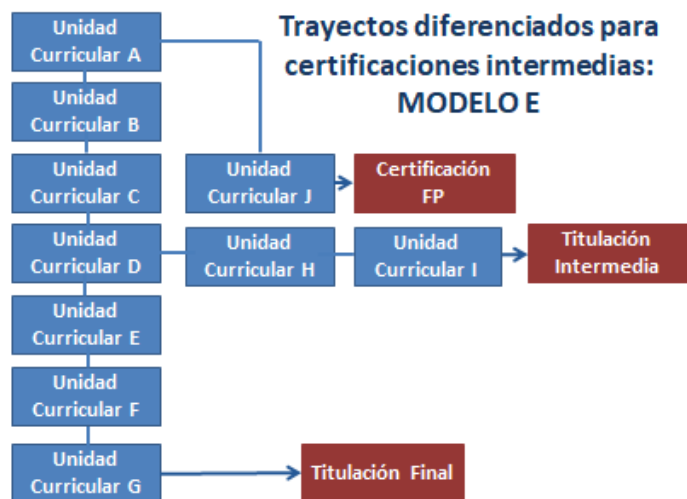 Trayectos diferenciados para
certificaciones intermedias:
MODELO E
Unidad
Curricular A
Unidad
Curricular B
Unidad
Curricular C
Unidad
Curricular J
Certificación
FP
Unidad
Curricular D
Unidad
Curricular H
Unidad
Curricular I
Titulación
Intermedia
Unidad
Curricular E
Unidad
Curricular F
Unidad
Curricular G
Titulación Final